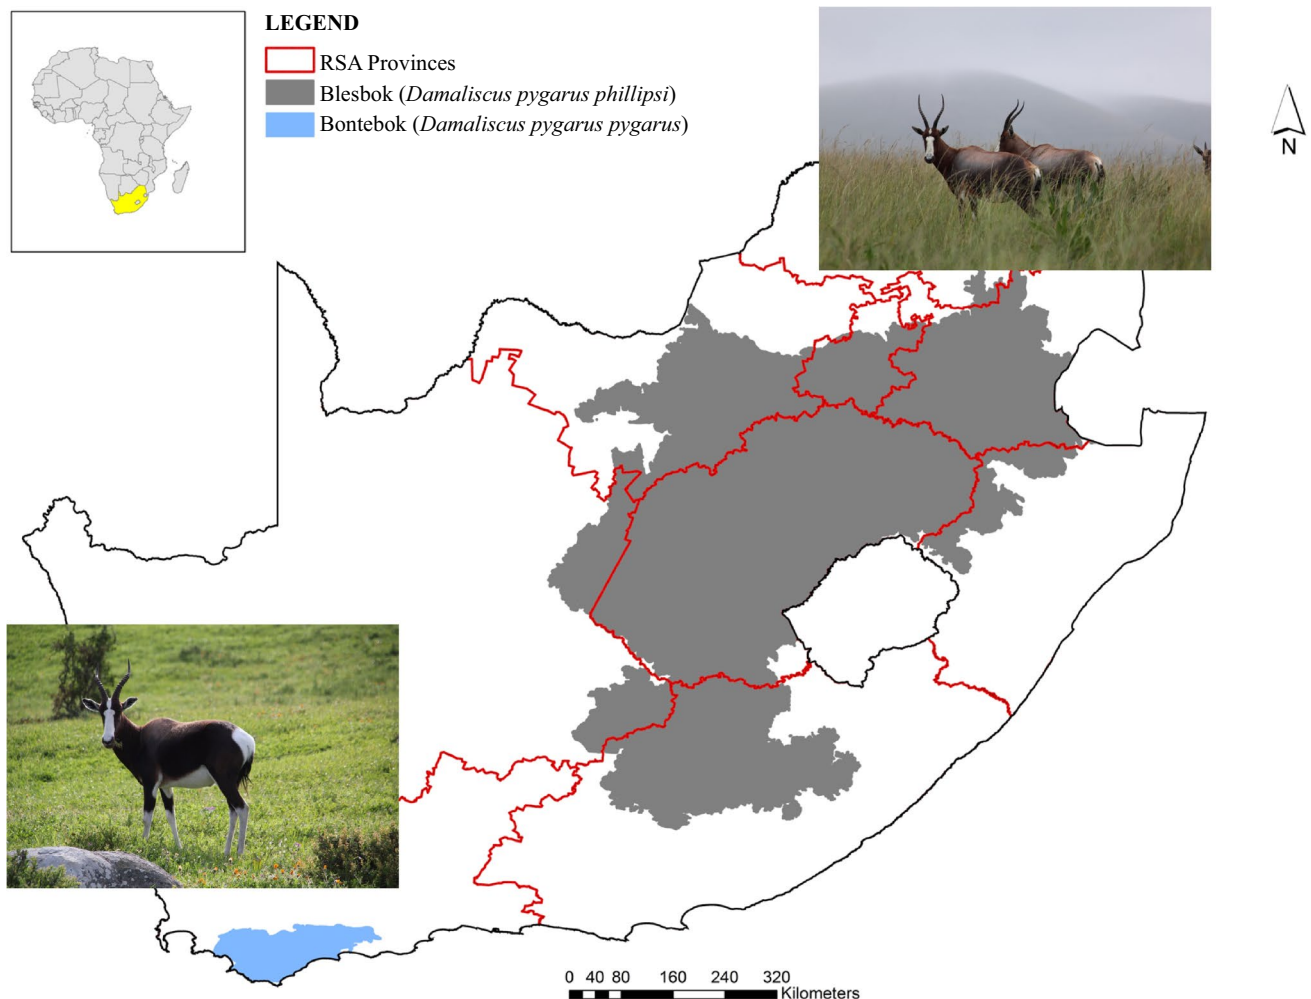 LEGEND
RSA Provinces
Blesbok (Damaliscus pygarus phillipsi)
Bontebok (Damaliscus pygarus pygarus)
N
0 40 80 160 240 320
Kilometers